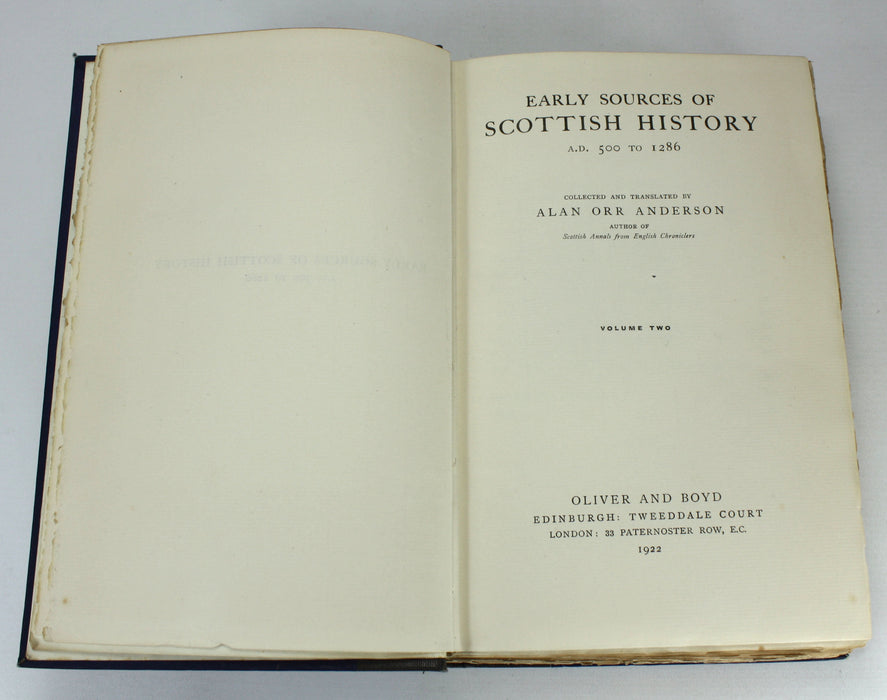 EARLY SOURCES OF
SCOTTISH HISTORY
A.D. 500 TO 1286
COLLECTED AND TRANSLATED BY
ALAN ORR ANDERSON
AUTHOR OF
Scottish Annals from English Chroniclers
VOLUME TWO
OLIVER AND BOYD
EDINBURGH: TWEEDDALE COURT
LONDON: 33 PATERNOSTER ROW, E.C.
1922